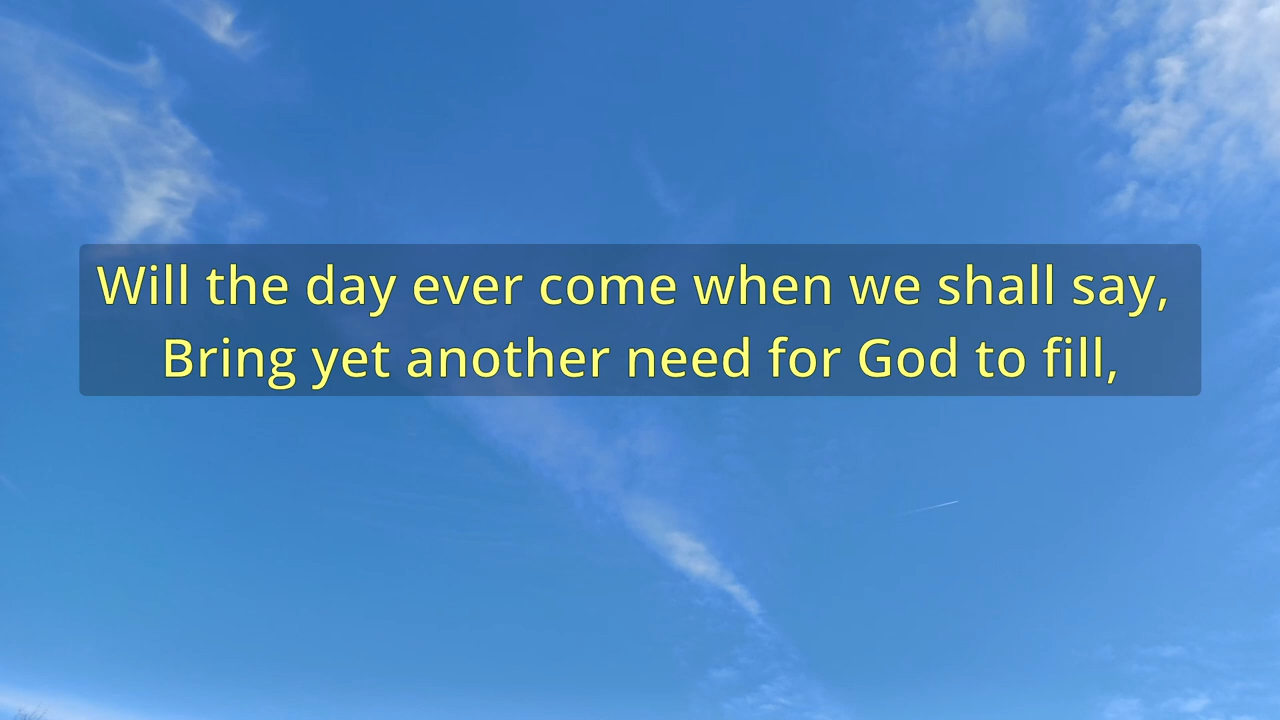 Will the day ever come when we shall say,
Bring yet another need for God to fill,